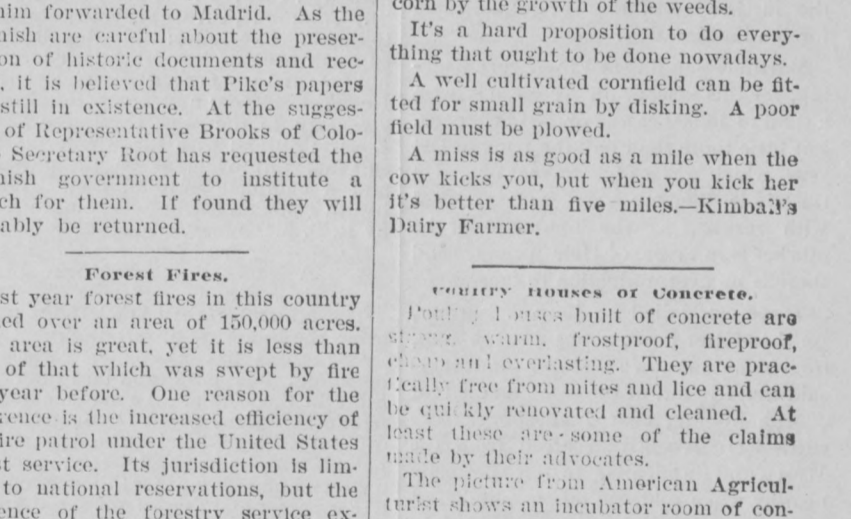 him forwarded to Madrid. As the
nish are careful about the preser-
on of historic documents and rec-
, it is believed that Pike's papers
still in existence. At the sugges-
of Representative Brooks of Colo-
Secretary Root has requested the
nish government to institute a
ch for them. If found they will
ably be returned.
Forest Fires.
st year forest fires in this country
ed over an area of 150,000 acres.
area is great, yet it is less than
of that which was swept by fire
year before. One reason for the
rence is the increased efficiency of
ire patrol under the United States
t service. Its jurisdiction is lim-
to national reservations, but the
ence of the forestry service ex-
corn by the growth of the weeds.
It's a hard proposition to do every-
thing that ought to be done nowadays.
A well cultivated cornfield can be fit-
ted for small grain by disking. A poor
field must be plowed.
A miss is as good as a mile when the
cow kicks you, but when you kick her
it's better than five miles.—Kimball's
Dairy Farmer.
Poultry Houses of Concrete.
Poultry houses built of concrete are
strong, warm, frostproof, fireproof,
cheap and everlasting. They are prac-
tically free from mites and lice and can
be quickly renovated and cleaned. At
least these are some of the claims
made by their advocates.
The picture from American Agricul-
turist shows an incubator room of con-